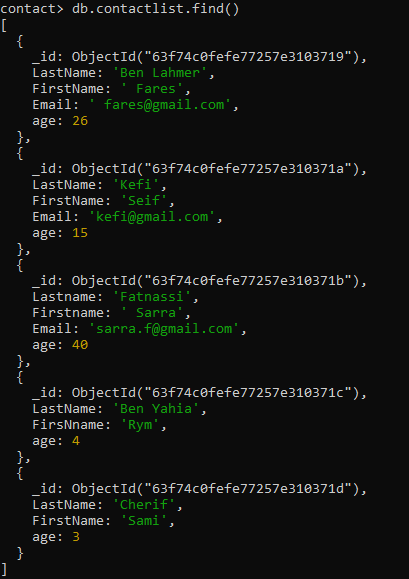 contact> db.contactlist.find()
[
  {
    _id: ObjectId("63f74c0fefe77257e3103719"),
    LastName: 'Ben Lahmer',
    FirstName: ' Fares',
    Email: ' fares@gmail.com',
    age: 26
  },
  {
    _id: ObjectId("63f74c0fefe77257e310371a"),
    LastName: 'Kefi',
    FirstName: 'Seif',
    Email: 'kefi@gmail.com',
    age: 15
  },
  {
    _id: ObjectId("63f74c0fefe77257e310371b"),
    Lastname: 'Fatnassi',
    Firstname: ' Sarra',
    Email: 'sarra.f@gmail.com',
    age: 40
  },
  {
    _id: ObjectId("63f74c0fefe77257e310371c"),
    LastName: 'Ben Yahia',
    FirsNname: 'Rym',
    age: 4
  },
  {
    _id: ObjectId("63f74c0fefe77257e310371d"),
    LastName: 'Cherif',
    FirstName: 'Sami',
    age: 3
  }
]